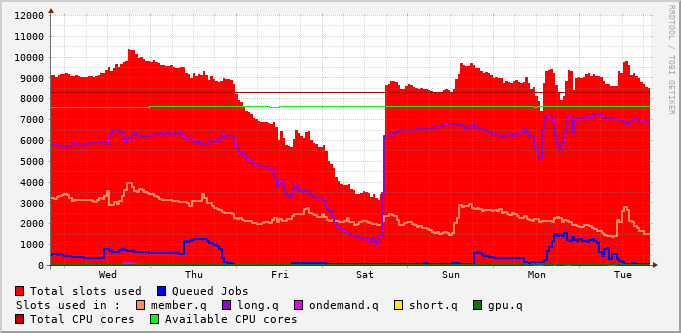 12000
11000
10000
9000
8000
7000
6000
5000
4000
3000
2000
1000
0
Wed Thu Fri Sat Sun Mon Tue
Total slots used Queued Jobs
Slots used in : member.q long.q ondemand.q short.q gpu.q
Total CPU cores Available CPU cores
RRDTOOL / TOBI OETIKER